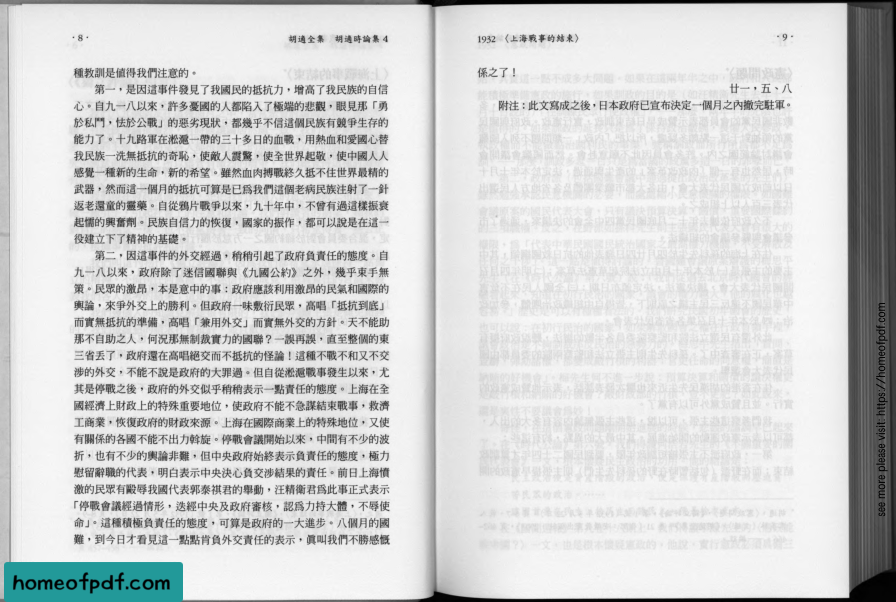 ·8·
胡適全集　胡適時論集 4
種教訓是值得我們注意的。
第一，是因這事件發見了我國民的抵抗力，增高了我民族的自信
心。自從九一八以來，許多愛國的人都陷入了極端的悲觀，眼見那「勇
於私鬥，怯於公戰」的惡劣現狀，都幾乎不信這個民族有競爭生存的
能力了。十九路軍在淞滬一帶的三十多日的血戰，用熱血和愛國心替
我民族一洗無抵抗的奇恥，使敵人震驚，使全世界起敬，使中國人人
感覺一種新的生命，新的希望。雖然血肉搏戰終久抵不住世界最精的
武器，然而這一個月的抵抗可算是已為我們這個老病民族注射了一針
返老還童的靈藥。自從鴉片戰爭以來，九十年中，不曾有過這樣振衰
起懦的興奮劑。民族自信力的恢復，國家的振作，都可以說是在這一
役建立下了精神的基礎。
第二，因這事件的外交經過，稍稍引起了政府負責任的態度。自
九一八以來，政府除了迷信國聯與《九國公約》之外，幾乎束手無
策。民眾的激昂，本是意中的事；政府應該利用激昂的民氣和國際的
輿論，來爭外交上的勝利。但政府一味敷衍民眾，高唱「抵抗到底」
而實無抵抗的準備，高唱「兼用外交」而實無外交的方針。天不能助
那不自助之人，何況那無制裁實力的國聯？一誤再誤，直至整個的東
三省丟了，政府還在高唱絕交而不抵抗的怪論！這種不戰不和又不交
涉的外交，不能不說是政府的大罪過。但自從淞滬戰事發生以來，尤
其是停戰之後，政府的外交似乎稍稍表示一點責任的態度。上海在全
國經濟上財政上的特殊重要地位，使政府不能不急謀結束戰事，救濟
工商業，恢復政府的財政來源。上海在國際商業上的特殊地位，又使
有關係的各國不能不出力斡旋。停戰會議開始以來，中間有不少的波
折，也有不少的輿論非難，但中央政府始終表示負責任的態度，極力
慰留辭職的代表，明白表示中央決心負交涉結果的責任。前日上海憤
激的民眾有毆辱我國代表郭泰祺君的舉動，汪精衛君為此事正式表示
「停戰會議經過情形，迭經中央及政府審核，認為力持大體，不辱使
命」。這種積極負責任的態度，可算是政府的一大進步。八個月的國
難，到今日才看見這一點點肯負外交責任的表示，真叫我們不勝感慨
1932　〈上海戰事的結束〉
·9·
係之了！
廿一，五、八
附注：此文寫成之後，日本政府已宣布決定一個月之內撤完駐軍。
see more please visit: https://homeofpdf.com
homeofpdf.com